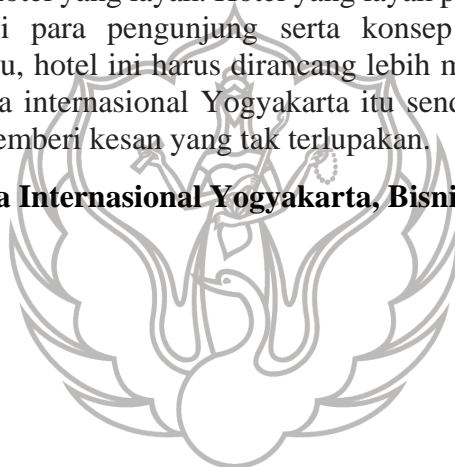 hotel yang layak. Hotel yang layak p
i para pengunjung serta konsep
u, hotel ini harus dirancang lebih m
a internasional Yogyakarta itu send
emberi kesan yang tak terlupakan.
a Internasional Yogyakarta, Bisni